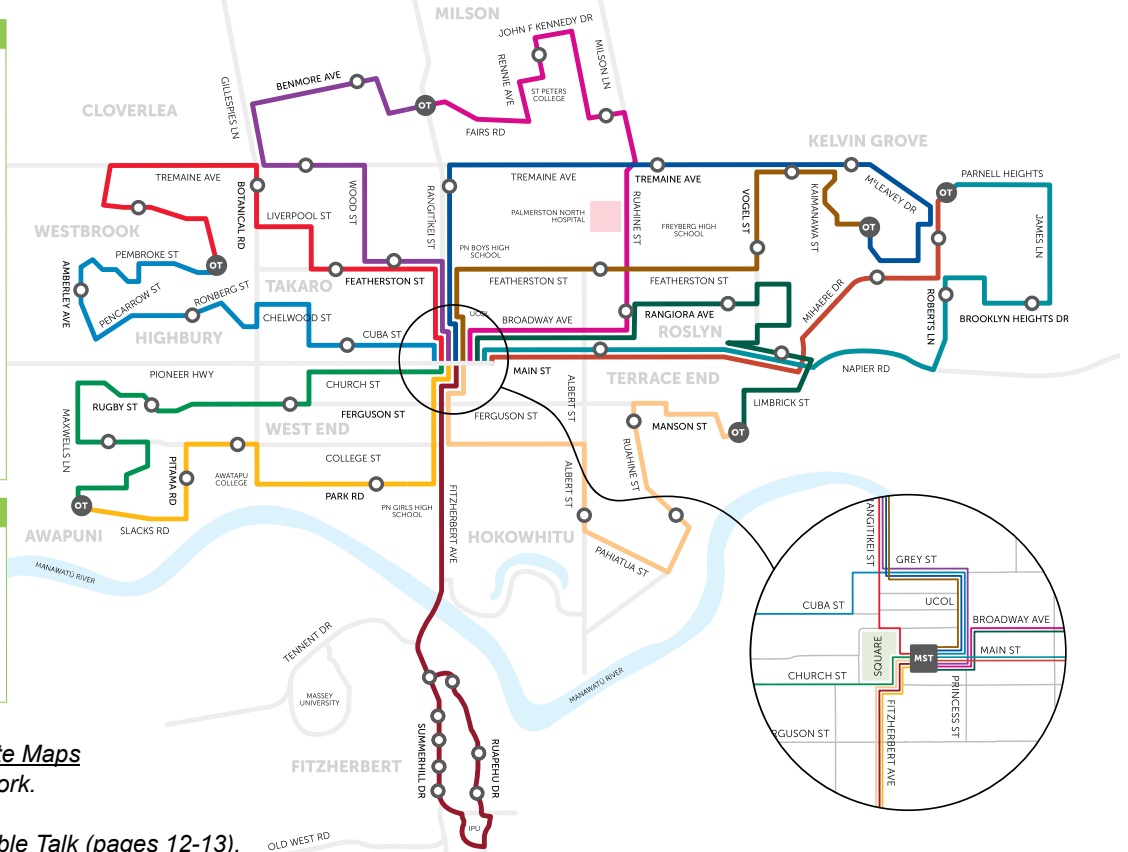 MILSON
JOHN F KENNEDY DR
RENNIE AVE
MILSON LN
ST PETERS
COLLEGE
GILLESPIES LN
BENMORE AVE
OT
FAIRS RD
CLOVERLEA
KELVIN GROVE
TREMAINE AVE
BOTANICAL RD
LIVERPOOL ST
WOOD ST
RANGITĪKEI ST
TREMAINE AVE
TREMAINE AVE
RUAHINE ST
PALMERSTON NORTH
HOSPITAL
FREYBERG HIGH
SCHOOL
VOGEL ST
KAIMANAWA ST
McLEAVEY DR
OT
OT
PARNELL HEIGHTS
JAMES LN
WESTBROOK
PEMBROKE ST
OT
AMBERLEY AVE
PENCARROW ST
RONBERG ST
HIGHBURY
TAKARO
FEATHERSTON ST
PN BOYS HIGH
SCHOOL
FEATHERSTON ST
FEATHERSTON ST
CHELWOOD ST
CUBA ST
UCOL
BROADWAY AVE
RANGIORA AVE
ROSLYN
MIHAERE DR
ROBERTS LN
BROOKLYN HEIGHTS DR
MAIN ST
TERRACE END
NAPIER RD
LIMBRICK ST
PIONEER HWY
CHURCH ST
RUGBY ST
FERGUSON ST
FERGUSON ST
WEST END
MAXWELLS LN
OT
PITAMA RD
AWATAPU
COLLEGE
COLLEGE ST
PARK RD
PN GIRLS HIGH
SCHOOL
SLACKS RD
AWAPUNI
MANAWATŪ RIVER
FITZHERBERT AVE
ALBERT ST
ALBERT ST
RUAHINE ST
MANSON ST
OT
HOKOWHITU
PAHIATUA ST
TENNENT DR
MASSEY
UNIVERSITY
MANAWATŪ RIVER
FITZHERBERT
SUMMERHILL DR
RUAPEHU DR
IPU
OLD WEST RD
RANGITĪKEI ST
GREY ST
CUBA ST
UCOL
BROADWAY AVE
SQUARE
MST
MAIN ST
CHURCH ST
PRINCESS ST
RGUSON ST
FITZHERBERT AVE
te Maps
ork.
ble Talk (pages 12-13).